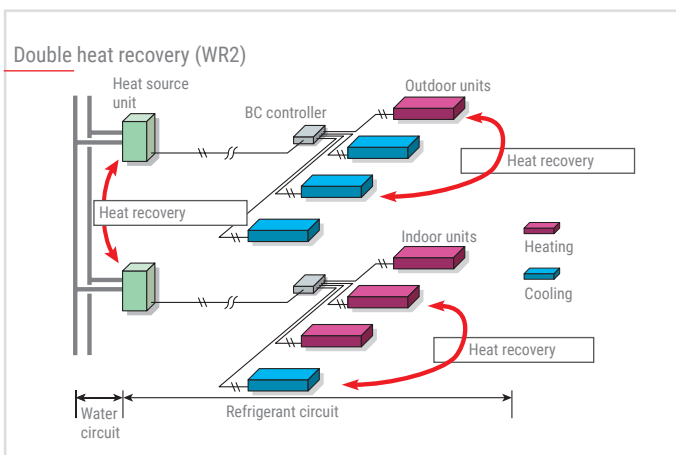 Double heat recovery (WR2)
Heat source
unit
BC controller
Outdoor units
Heat recovery
Heat recovery
Indoor units
Heating
Cooling
Heat recovery
Water
circuit
Refrigerant circuit